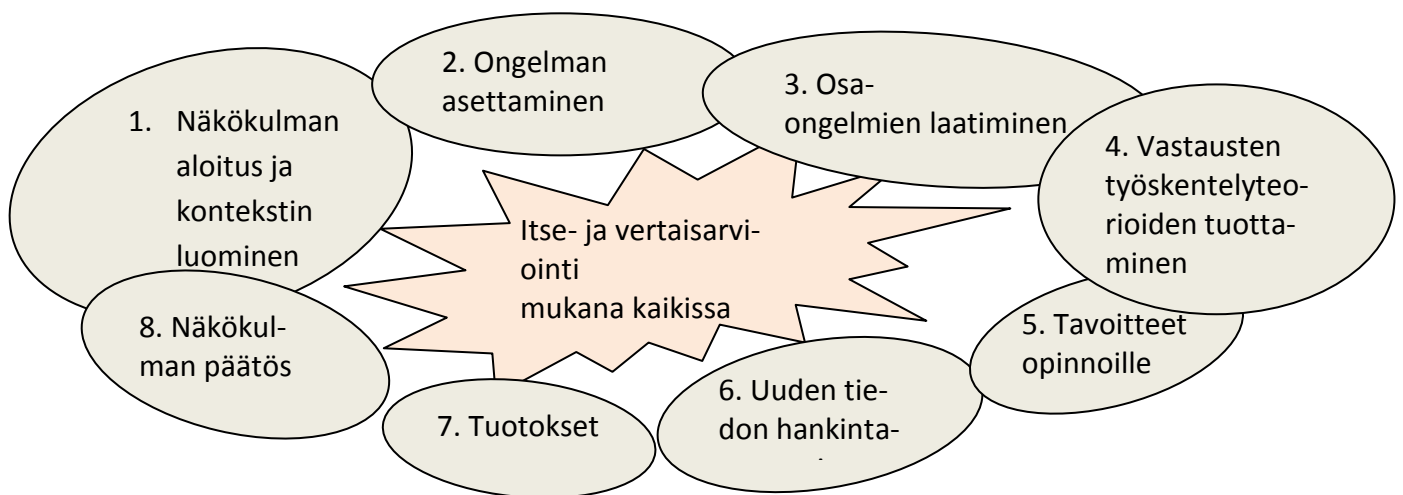 1. Näkökulman
aloitus ja
kontekstin
luominen
2. Ongelman
asettaminen
3. Osa-
ongelmien laatiminen
4. Vastausten
työskentelyteo-
rioiden tuotta-
minen
5. Tavoitteet
opinnoille
6. Uuden tie-
don hankinta-
7. Tuotokset
8. Näkökul-
man päätös
Itse- ja vertaisarvi-
ointi
mukana kaikissa